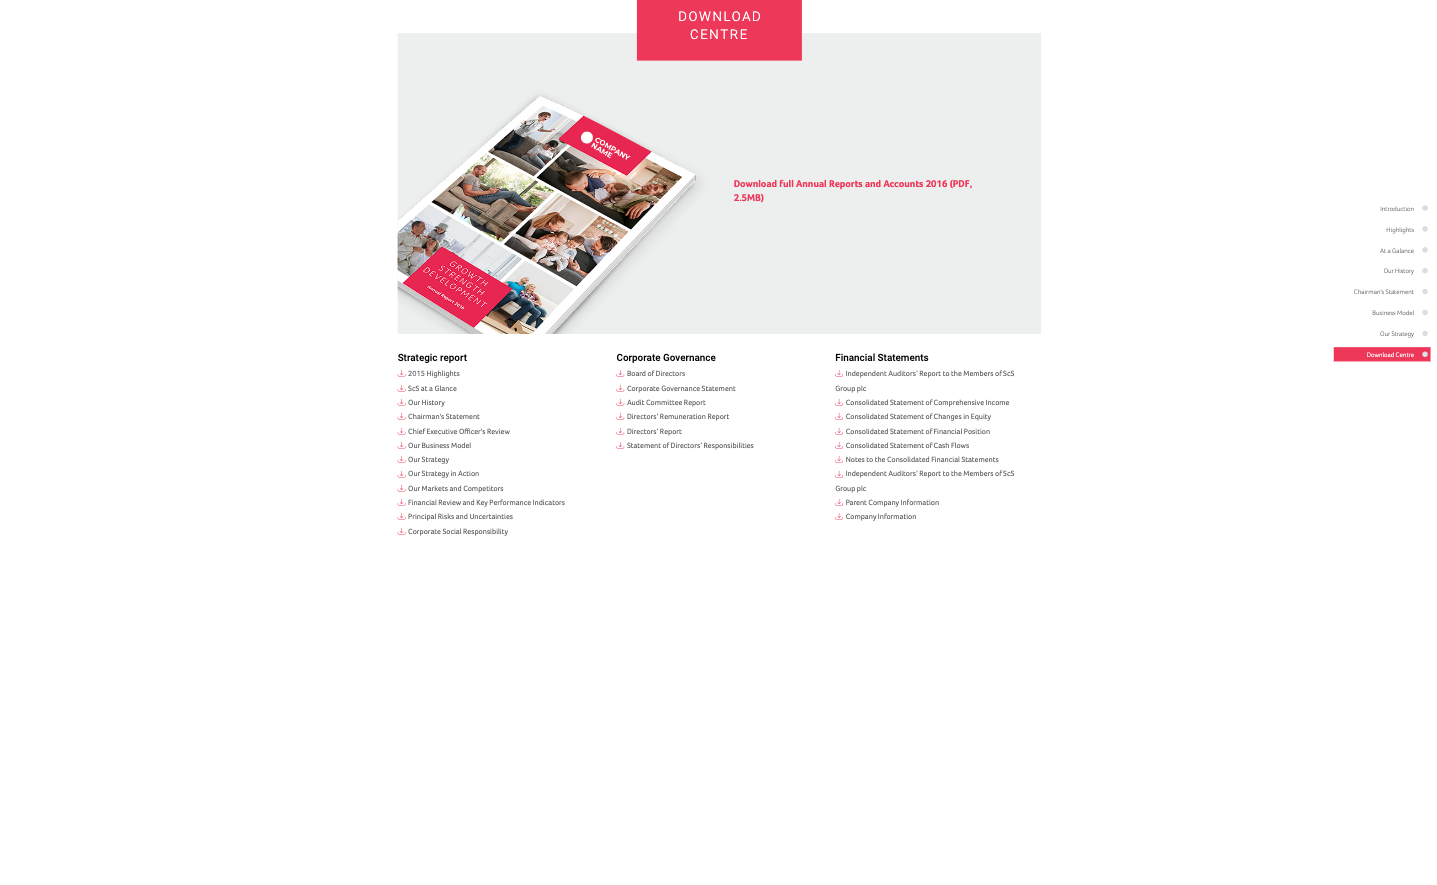 DOWNLOAD
CENTRE
COMPANY
NAME
GROWTH
STRENGTH
DEVELOPMENT
Annual Report 2016
Download full Annual Reports and Accounts 2016 (PDF,
2.5MB)
Introduction
Highlights
At a Galance
Our History
Chairman's Statement
Business Model
Our Strategy
Download Centre
Strategic report
2015 Highlights
ScS at a Glance
Our History
Chairman's Statement
Chief Executive Officer's Review
Our Business Model
Our Strategy
Our Strategy in Action
Our Markets and Competitors
Financial Review and Key Performance Indicators
Principal Risks and Uncertainties
Corporate Social Responsibility
Corporate Governance
Board of Directors
Corporate Governance Statement
Audit Committee Report
Directors' Remuneration Report
Directors' Report
Statement of Directors' Responsibilities
Financial Statements
Independent Auditors' Report to the Members of ScS
Group plc
Consolidated Statement of Comprehensive Income
Consolidated Statement of Changes in Equity
Consolidated Statement of Financial Position
Consolidated Statement of Cash Flows
Notes to the Consolidated Financial Statements
Independent Auditors' Report to the Members of ScS
Group plc
Parent Company Information
Company Information